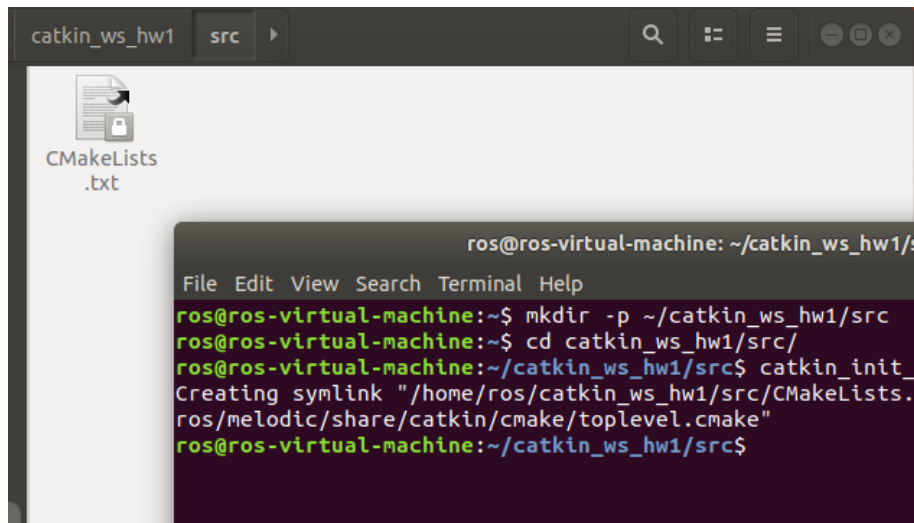 catkin_ws_hw1 src
CMakeLists
.txt
ros@ros-virtual-machine: ~/catkin_ws_hw1/s
File Edit View Search Terminal Help
ros@ros-virtual-machine:~$ mkdir -p ~/catkin_ws_hw1/src
ros@ros-virtual-machine:~$ cd catkin_ws_hw1/src/
ros@ros-virtual-machine:~/catkin_ws_hw1/src$ catkin_init_
Creating symlink "/home/ros/catkin_ws_hw1/src/CMakeLists.
ros/melodic/share/catkin/cmake/toplevel.cmake"
ros@ros-virtual-machine:~/catkin_ws_hw1/src$